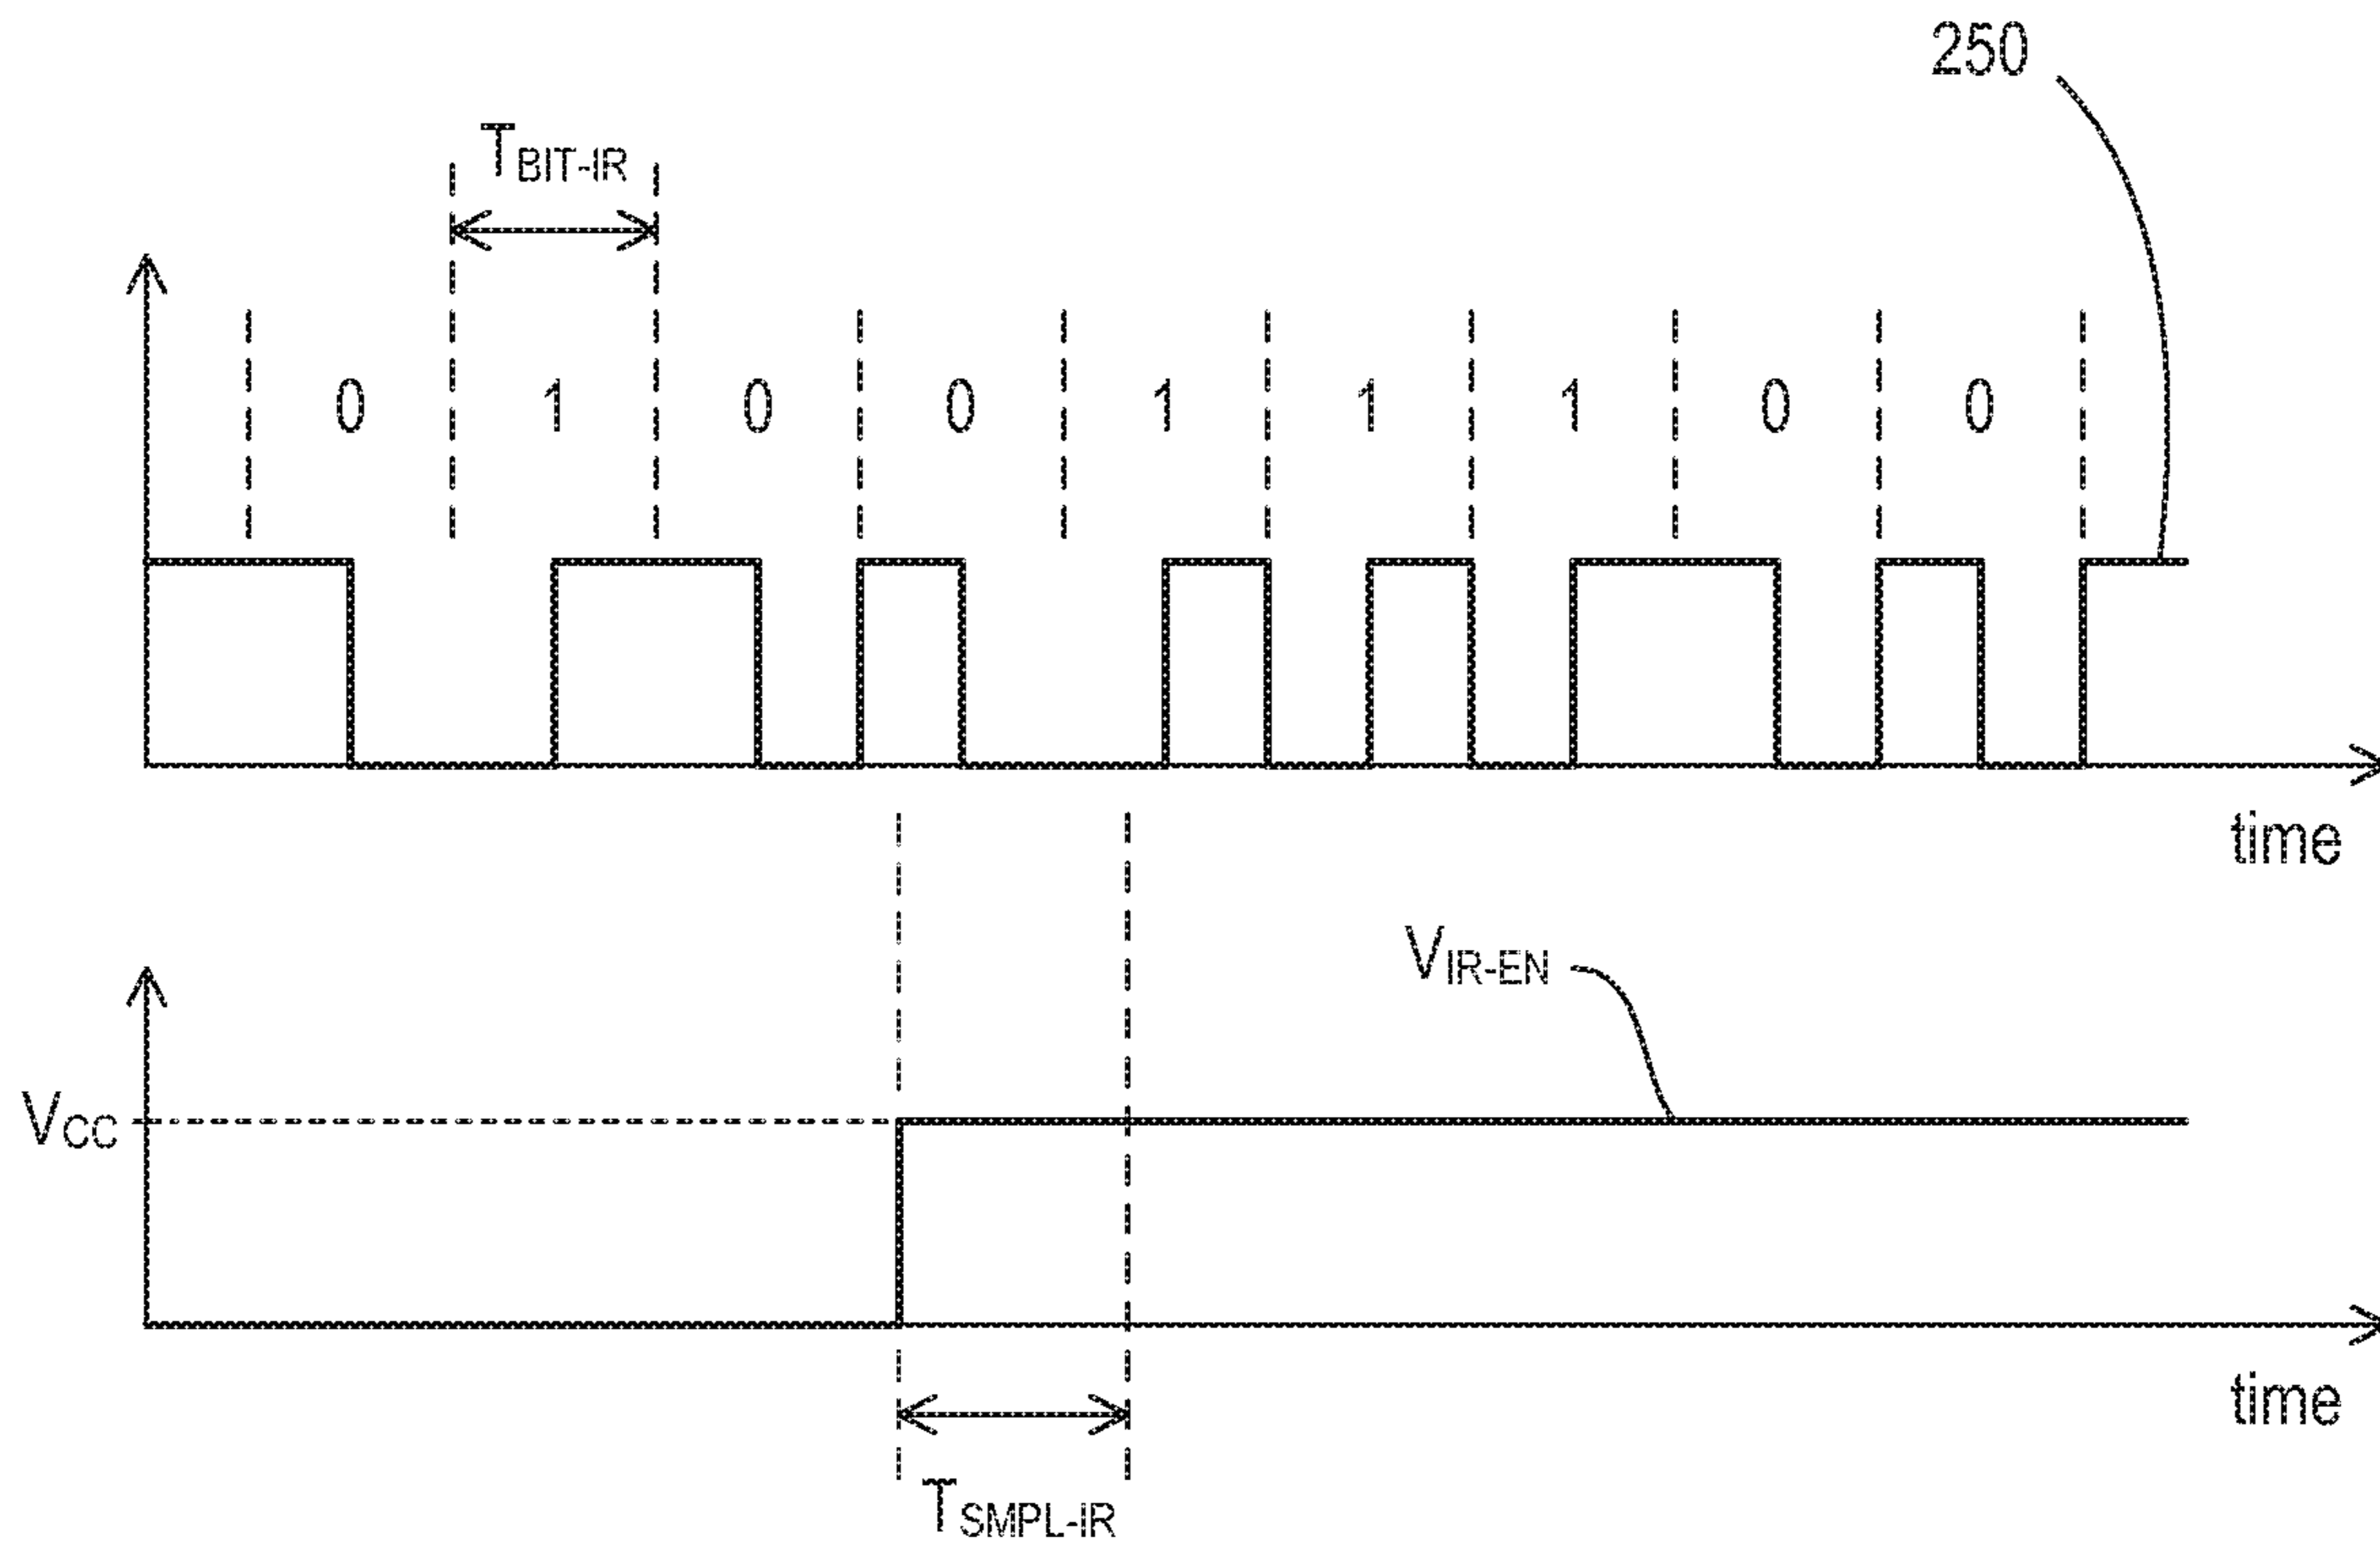 250
TBIT-IR
0 1 0 0 1 1 1 0 0
time
VIR-EN
VCC
time
TSMPL-IR